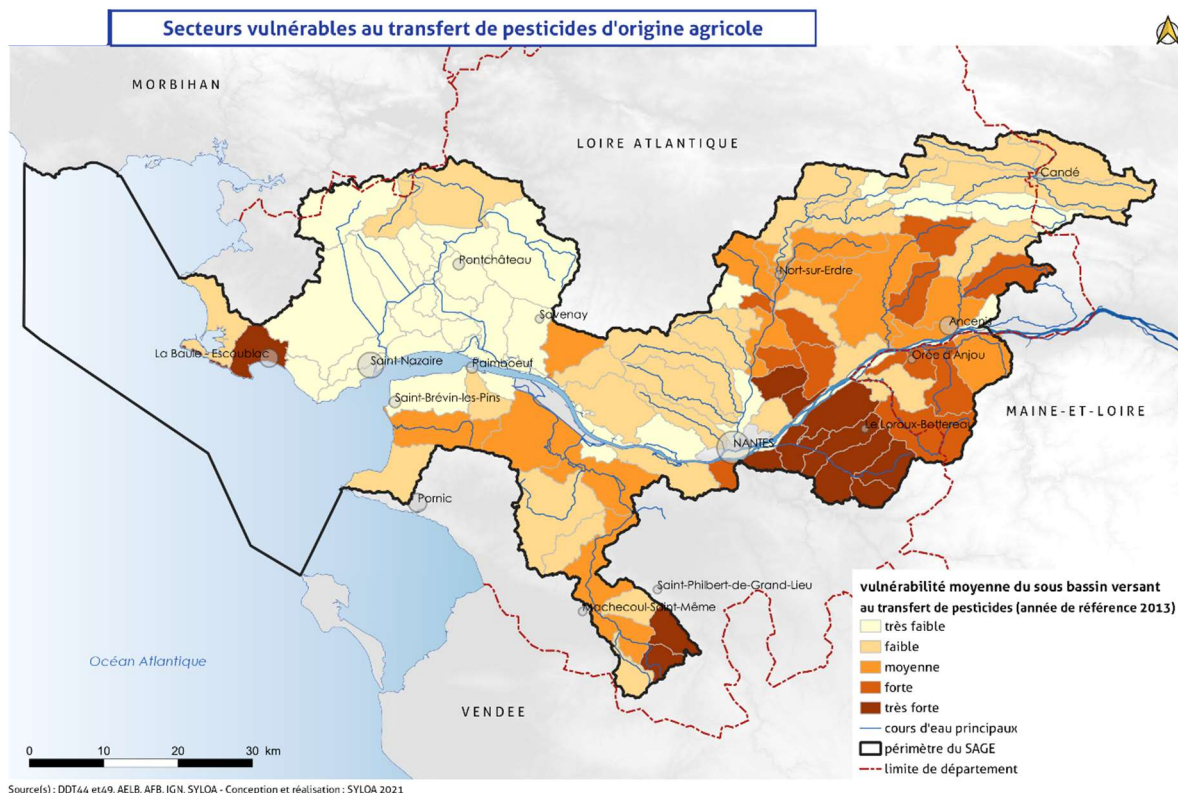 Secteurs vulnérables au transfert de pesticides d'origine agricole
MORBIHAN
LOIRE ATLANTIQUE
Candé
Pontchâteau
Nort-sur-Erdre
Savenay
Ancenis
La Baule - Escoublac
Saint-Nazaire
Paimboeuf
Orée d'Anjou
Saint-Brévin-les-Pins
MAINE-ET-LOIRE
Le Loroux-Bottereau
NANTES
Pornic
Saint-Philbert-de-Grand-Lieu
Machecoul-Saint-Même
Océan Atlantique
VENDEE
vulnérabilité moyenne du sous bassin versant
au transfert de pesticides (année de référence 2013)
très faible
faible
moyenne
forte
très forte
cours d'eau principaux
périmètre du SAGE
limite de département
0 10 20 30 km
Source(s) : DDT44 et49, AELB, AFB, IGN, SYLOA - Conception et réalisation : SYLOA 2021